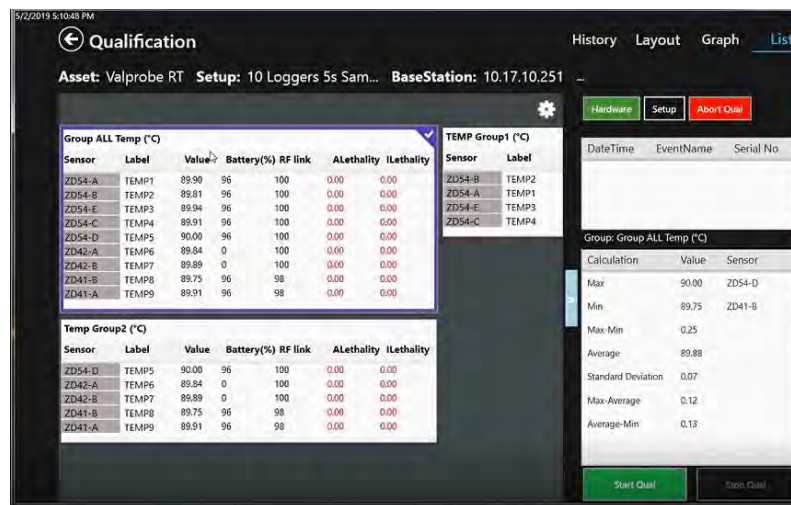 5/2/2019 5:10:48 PM
Qualification
History Layout Graph List
Asset: Valprobe RT Setup: 10 Loggers 5s Sam... BaseStation: 10.17.10.251 ...
Hardware Setup Abort Qual
Group ALL Temp (°C)
Sensor Label Value Battery(%) RF link ALethality ILethality
ZD54-A TEMP1 89.90 96 100 0.00 0.00
ZD54-B TEMP2 89.81 96 100 0.00 0.00
ZD54-E TEMP3 89.94 96 100 0.00 0.00
ZD54-C TEMP4 89.91 96 100 0.00 0.00
ZD54-D TEMP5 90.00 96 100 0.00 0.00
ZD42-A TEMP6 89.84 0 100 0.00 0.00
ZD42-B TEMP7 89.89 0 100 0.00 0.00
ZD41-B TEMP8 89.75 96 98 0.00 0.00
ZD41-A TEMP9 89.91 96 98 0.00 0.00
TEMP Group1 (°C)
Sensor Label
ZD54-B TEMP2
ZD54-A TEMP1
ZD54-E TEMP3
ZD54-C TEMP4
Temp Group2 (°C)
Sensor Label Value Battery(%) RF link ALethality ILethality
ZD54-D TEMP5 90.00 96 100 0.00 0.00
ZD42-A TEMP6 89.84 0 100 0.00 0.00
ZD42-B TEMP7 89.89 0 100 0.00 0.00
ZD41-B TEMP8 89.75 96 98 0.00 0.00
ZD41-A TEMP9 89.91 96 98 0.00 0.00
DateTime EventName Serial No
Group: Group ALL Temp (°C)
Calculation Value Sensor
Max 90.00 ZD54-D
Min 89.75 ZD41-B
Max-Min 0.25
Average 89.88
Standard Deviation 0.07
Max-Average 0.12
Average-Min 0.13
Start Qual Stop Qual